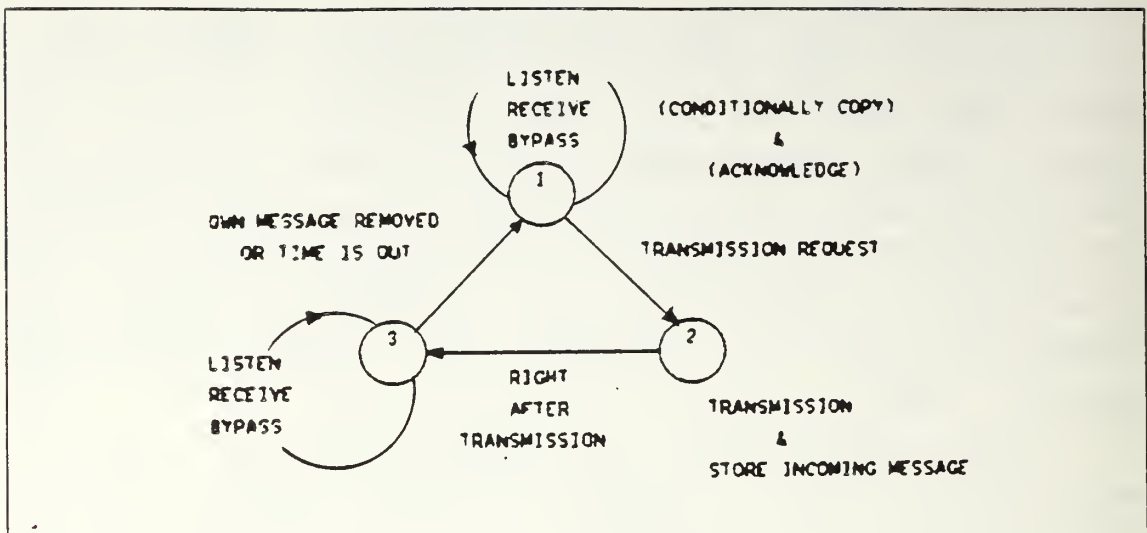 LISTEN
RECEIVE
BYPASS
(CONDITIONALLY COPY)
&
(ACKNOWLEDGE)
1
OWN MESSAGE REMOVED
OR TIME IS OUT
TRANSMISSION REQUEST
3
2
LISTEN
RECEIVE
BYPASS
RIGHT
AFTER
TRANSMISSION
TRANSMISSION
&
STORE INCOMING MESSAGE